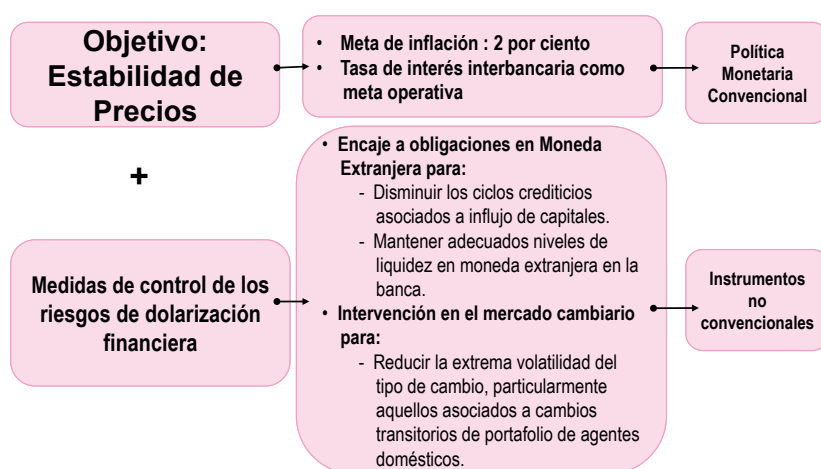 Objetivo:
Estabilidad de
Precios
• Meta de inflación : 2 por ciento
• Tasa de interés interbancaria como
meta operativa
Política
Monetaria
Convencional
+
Medidas de control de los
riesgos de dolarización
financiera
• Encaje a obligaciones en Moneda
Extranjera para:
- Disminuir los ciclos crediticios
asociados a influjo de capitales.
- Mantener adecuados niveles de
liquidez en moneda extranjera en la
banca.
• Intervención en el mercado cambiario
para:
- Reducir la extrema volatilidad del
tipo de cambio, particularmente
aquellos asociados a cambios
transitorios de portafolio de agentes
domésticos.
Instrumentos
no
convencionales